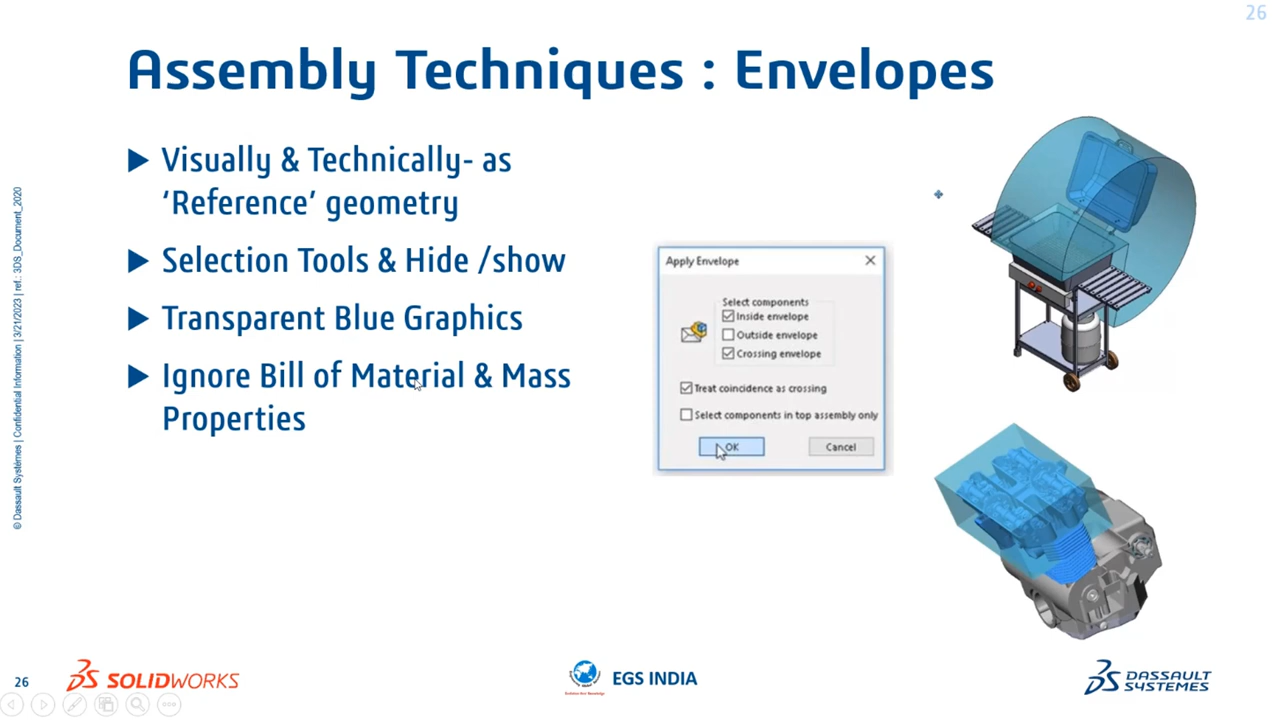 26
Assembly Techniques : Envelopes
▶ Visually & Technically- as
‘Reference’ geometry
▶ Selection Tools & Hide /show
▶ Transparent Blue Graphics
▶ Ignore Bill of Material & Mass
Properties
Apply Envelope
Select components
Inside envelope
Outside envelope
Crossing envelope
Treat coincidence as crossing
Select components in top assembly only
OK
Cancel
© Dassault Systèmes | Confidential Information | 3/21/2023 | ref.: 3DS_Document_2020
26
SOLIDWORKS
EGS INDIA
DASSAULT
SYSTEMES